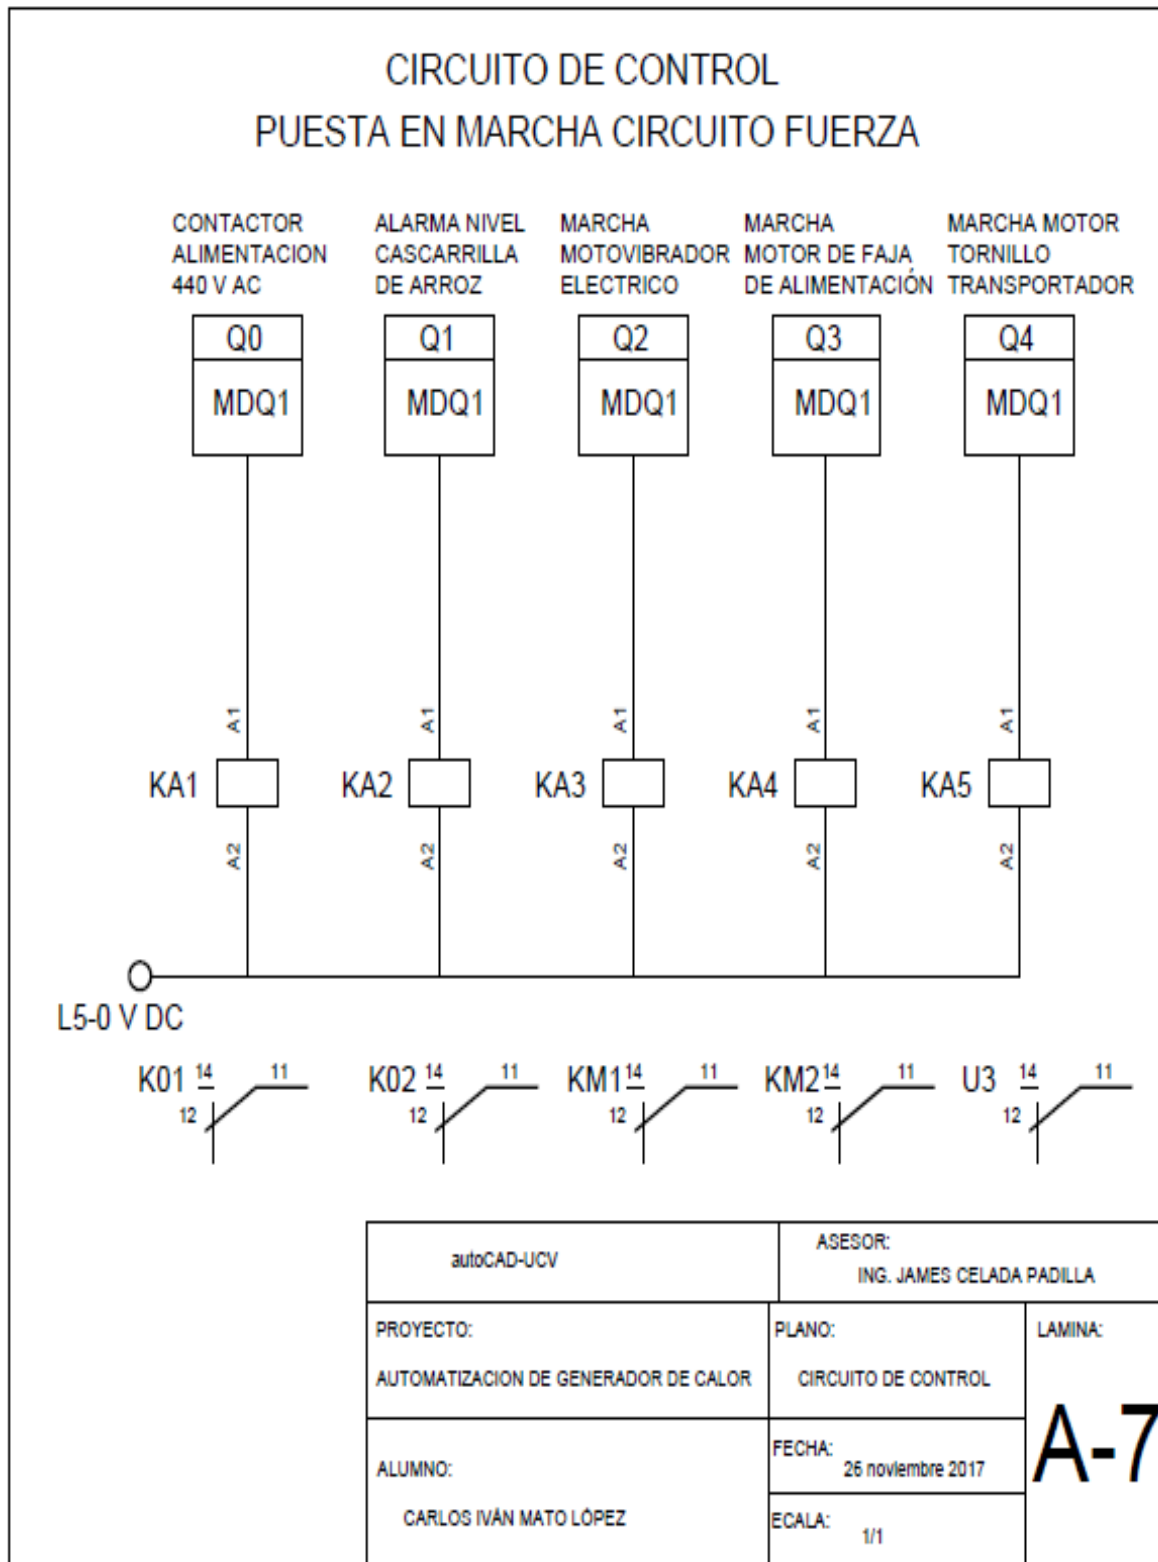 CIRCUITO DE CONTROL
PUESTA EN MARCHA CIRCUITO FUERZA
CONTACTOR
ALIMENTACION
440 V AC
ALARMA NIVEL
CASCARRILLA
DE ARROZ
MARCHA
MOTOVIBRADOR
ELECTRICO
MARCHA
MOTOR DE FAJA
DE ALIMENTACIÓN
MARCHA MOTOR
TORNILLO
TRANSPORTADOR
Q0
Q1
Q2
Q3
Q4
MDQ1
MDQ1
MDQ1
MDQ1
MDQ1
A1
A1
A1
A1
A1
KA1
KA2
KA3
KA4
KA5
A2
A2
A2
A2
A2
L5-0 V DC
K01 14 11
12
K02 14 11
12
KM1 14 11
12
KM2 14 11
12
U3 14 11
12
autoCAD-UCV
ASESOR:
ING. JAMES CELADA PADILLA
PROYECTO:
AUTOMATIZACION DE GENERADOR DE CALOR
PLANO:
CIRCUITO DE CONTROL
LAMINA:
A-7
ALUMNO:
CARLOS IVÁN MATO LÓPEZ
FECHA:
26 noviembre 2017
ECALA:
1/1